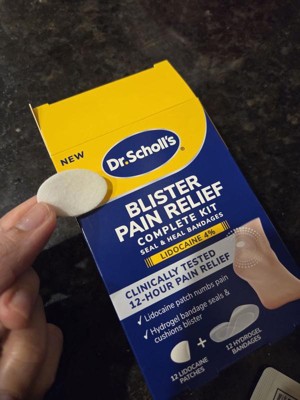 NEW
Dr. Scholl's®
BLISTER
PAIN RELIEF
COMPLETE KIT
SEAL & HEAL BANDAGES
LIDOCAINE 4%
CLINICALLY TESTED
12-HOUR PAIN RELIEF
✓ Lidocaine patch numbs pain
✓ Hydrogel bandage seals &
cushions blister
+
12 LIDOCAINE
PATCHES
12 HYDROGEL
BANDAGES